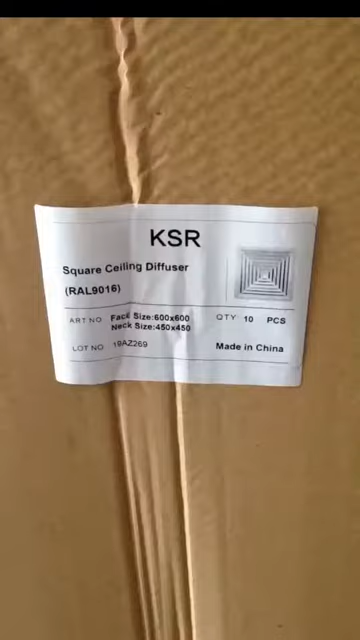 KSR
Square Ceiling Diffuser
(RAL9016)
ART NO Face Size:600x600 QTY 10 PCS
Neck Size:450x450
LOT NO 19AZ269
Made in China